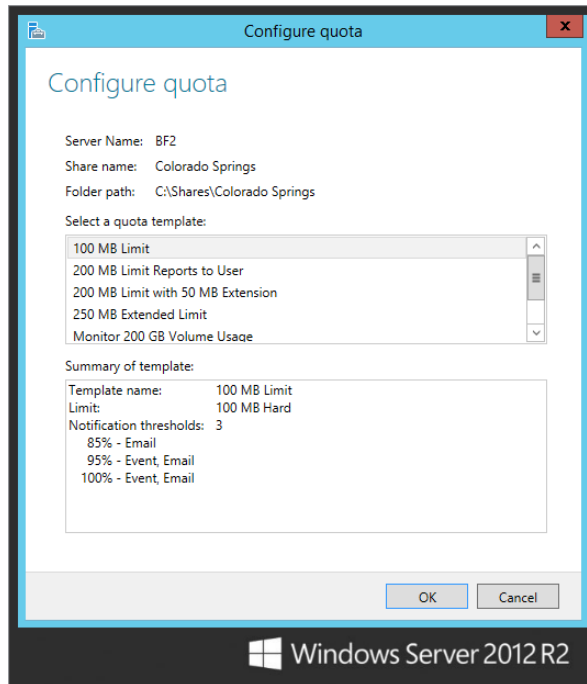 Configure quota
x
Configure quota
Server Name: BF2
Share name: Colorado Springs
Folder path: C:\Shares\Colorado Springs
Select a quota template:
100 MB Limit
200 MB Limit Reports to User
200 MB Limit with 50 MB Extension
250 MB Extended Limit
Monitor 200 GB Volume Usage
Summary of template:
Template name: 100 MB Limit
Limit: 100 MB Hard
Notification thresholds: 3
85% - Email
95% - Event, Email
100% - Event, Email
OK Cancel
Windows Server 2012 R2